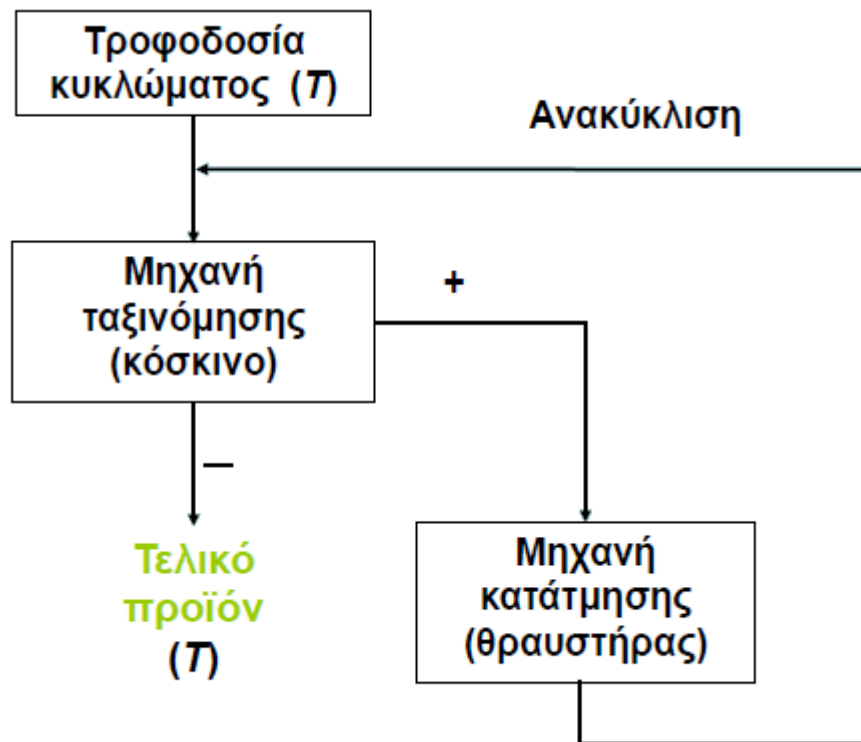 Τροφοδοσία
κυκλώματος (T)
Ανακύκλιση
Μηχανή
ταξινόμησης
(κόσκινο)
+
—
Τελικό
προϊόν
(T)
Μηχανή
κατάτμησης
(θραυστήρας)